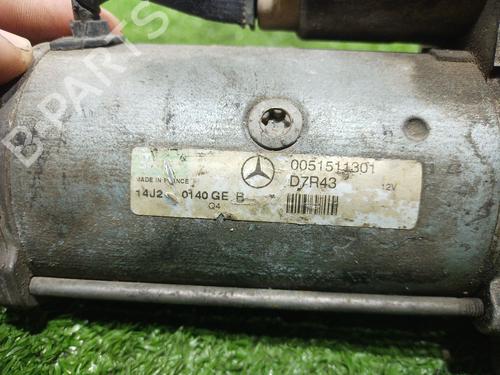 B-PARTS
0051511301
MADE IN FRANCE
D7R43
12V
14J2 0140 GE B
Q4